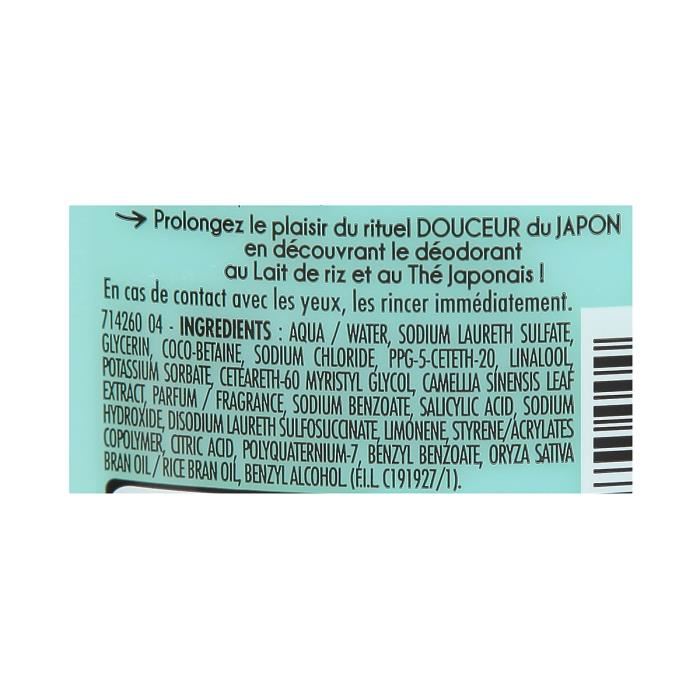 → Prolongez le plaisir du rituel DOUCEUR du JAPON
en découvrant le déodorant
au Lait de riz et au Thé Japonais !
En cas de contact avec les yeux, les rincer immédiatement.
714260 04 - INGREDIENTS : AQUA / WATER, SODIUM LAURETH SULFATE,
GLYCERIN, COCO-BETAINE, SODIUM CHLORIDE, PPG-5-CETETH-20, LINALOOL,
POTASSIUM SORBATE, CETEARETH-60 MYRISTYL GLYCOL, CAMELLIA SINENSIS LEAF
EXTRACT, PARFUM / FRAGRANCE, SODIUM BENZOATE, SALICYLIC ACID, SODIUM
HYDROXIDE, DISODIUM LAURETH SULFOSUCCINATE, LIMONENE, STYRENE/ACRYLATES
COPOLYMER, CITRIC ACID, POLYQUATERNIUM-7, BENZYL BENZOATE, ORYZA SATIVA
BRAN OIL / RICE BRAN OIL, BENZYL ALCOHOL. (F.I.L. C191927/1).